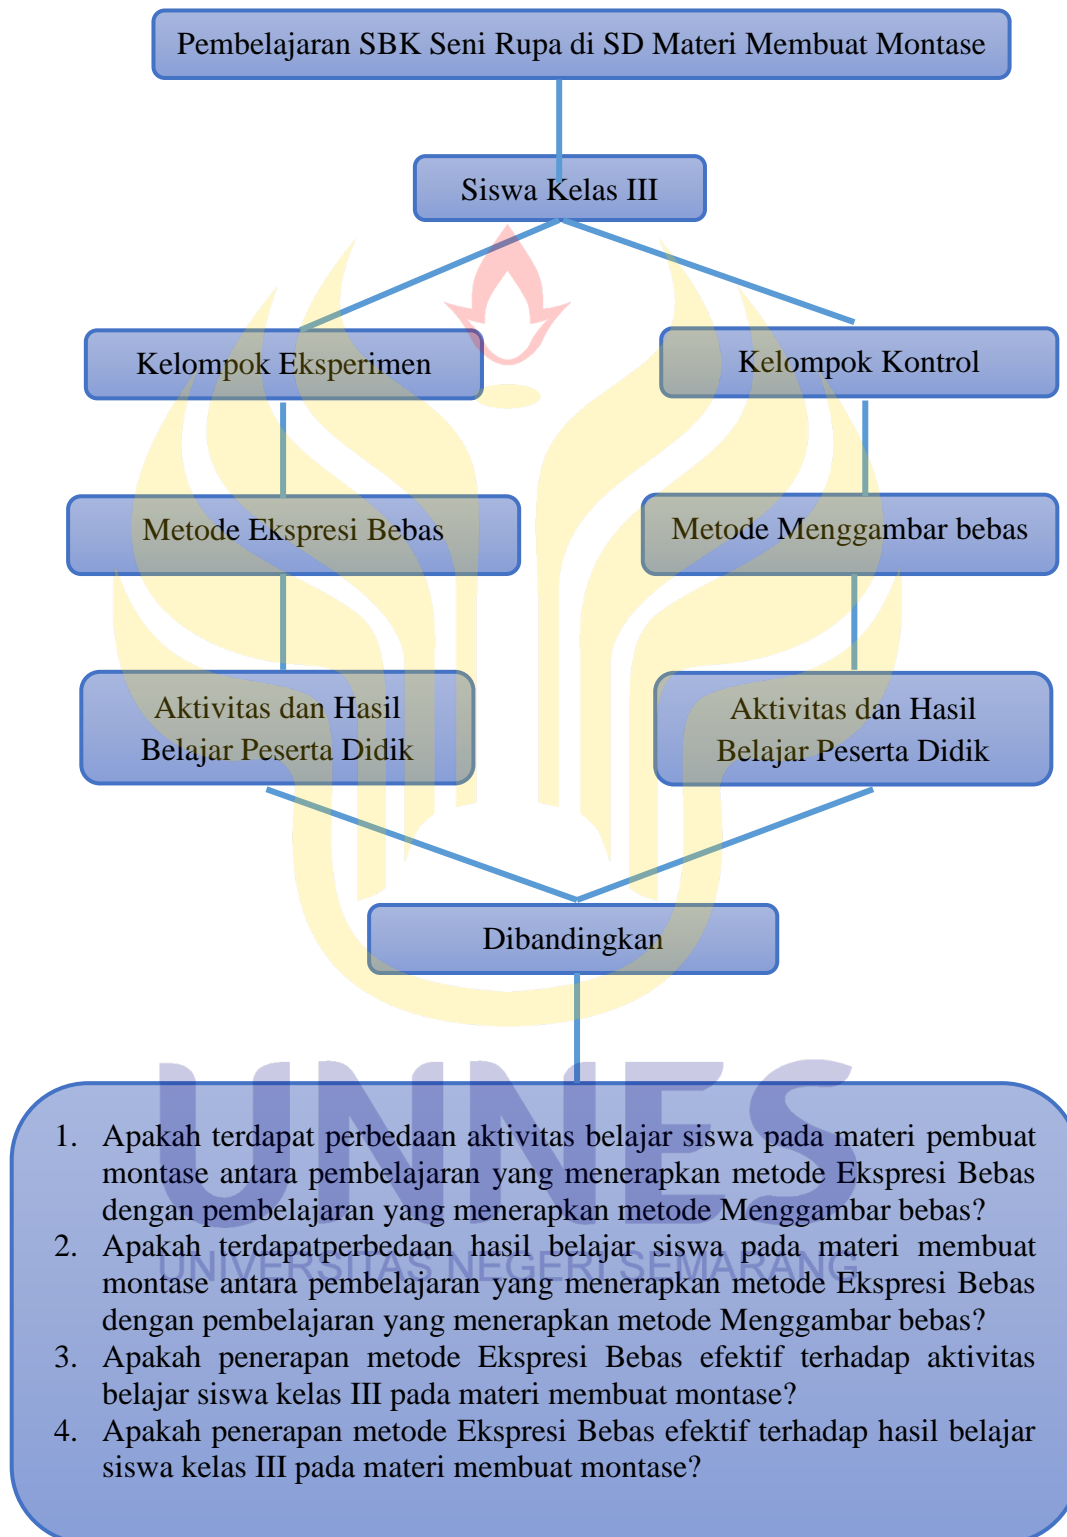 Pembelajaran SBK Seni Rupa di SD Materi Membuat Montase
Siswa Kelas III
Kelompok Eksperimen
Kelompok Kontrol
Metode Ekspresi Bebas
Metode Menggambar bebas
Aktivitas dan Hasil
Belajar Peserta Didik
Aktivitas dan Hasil
Belajar Peserta Didik
Dibandingkan
UNNES
UNIVERSITAS NEGERI SEMARANG
1. Apakah terdapat perbedaan aktivitas belajar siswa pada materi pembuat
montase antara pembelajaran yang menerapkan metode Ekspresi Bebas
dengan pembelajaran yang menerapkan metode Menggambar bebas?
2. Apakah terdapatperbedaan hasil belajar siswa pada materi membuat
montase antara pembelajaran yang menerapkan metode Ekspresi Bebas
dengan pembelajaran yang menerapkan metode Menggambar bebas?
3. Apakah penerapan metode Ekspresi Bebas efektif terhadap aktivitas
belajar siswa kelas III pada materi membuat montase?
4. Apakah penerapan metode Ekspresi Bebas efektif terhadap hasil belajar
siswa kelas III pada materi membuat montase?